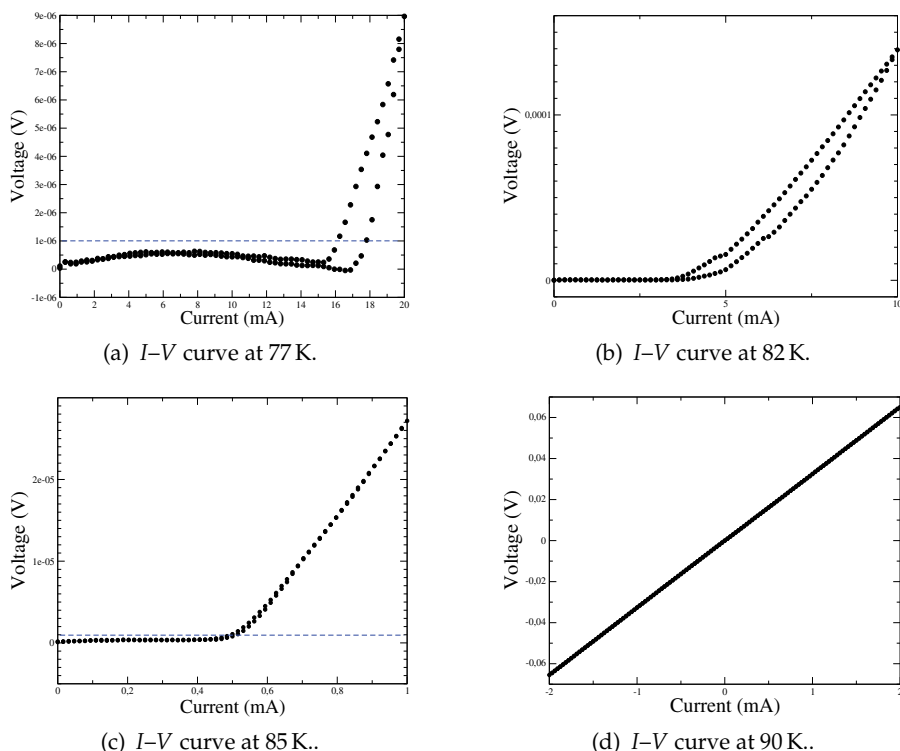 9e-06
8e-06
7e-06
6e-06
5e-06
4e-06
3e-06
2e-06
1e-06
0
-1e-06
Voltage (V)
0 2 4 6 8 10 12 14 16 18 20
Current (mA)
(a) I–V curve at 77 K.
0,0001
0
Voltage (V)
0 5 10
Current (mA)
(b) I–V curve at 82 K.
2e-05
1e-05
0
Voltage (V)
0 0,2 0,4 0,6 0,8 1
Current (mA)
(c) I–V curve at 85 K..
0,06
0,04
0,02
0
-0,02
-0,04
-0,06
Voltage (V)
-2 -1 0 1 2
Current (mA)
(d) I–V curve at 90 K..